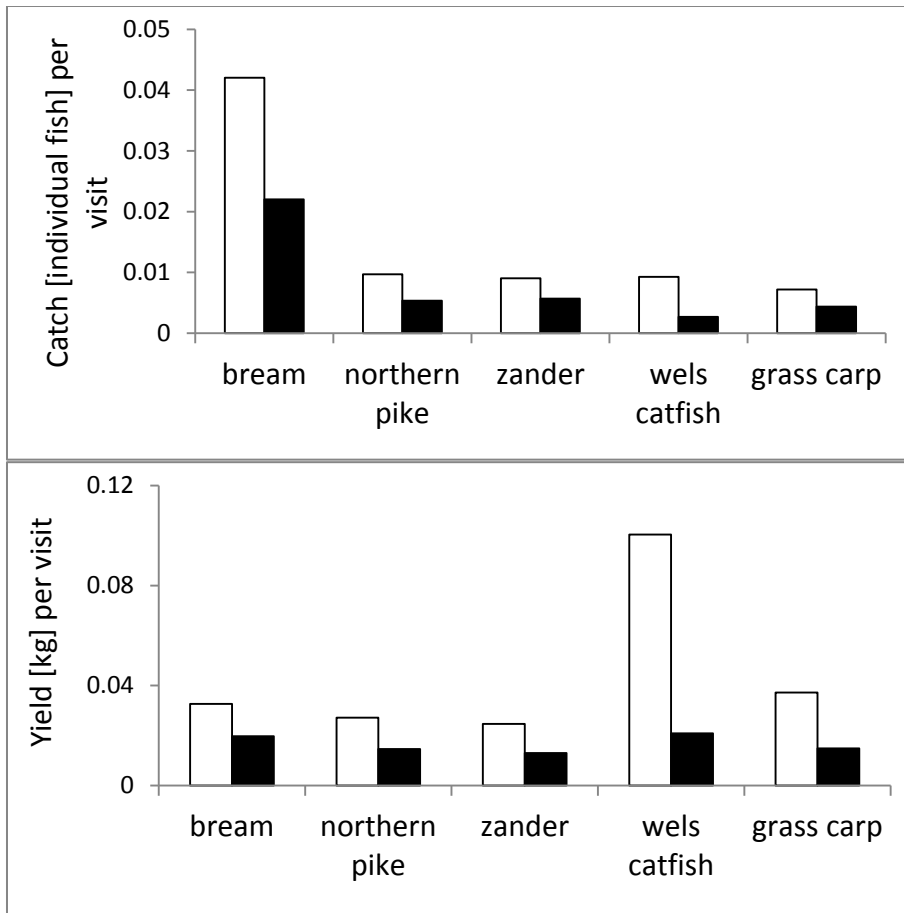 Catch [individual fish] per
visit
0.05
0.04
0.03
0.02
0.01
0
bream
northern
pike
zander
wels
catfish
grass carp
Yield [kg] per visit
0.12
0.08
0.04
0
bream
northern
pike
zander
wels
catfish
grass carp